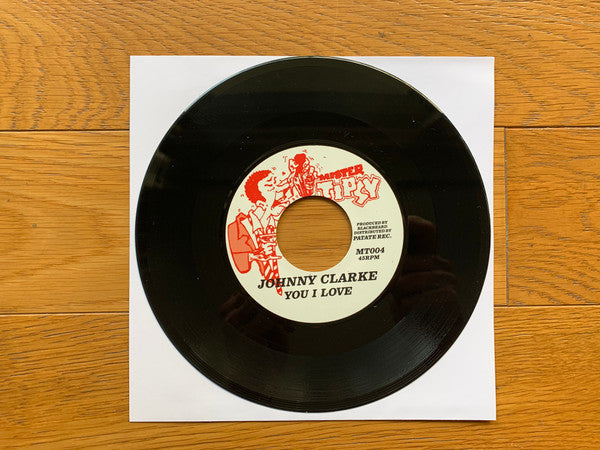 MISTER
TIPSY
PRODUCED BY
BLACKBEARD.
DISTRIBUTED BY
PATATE REC.
MT004
45RPM
JOHNNY CLARKE
YOU I LOVE